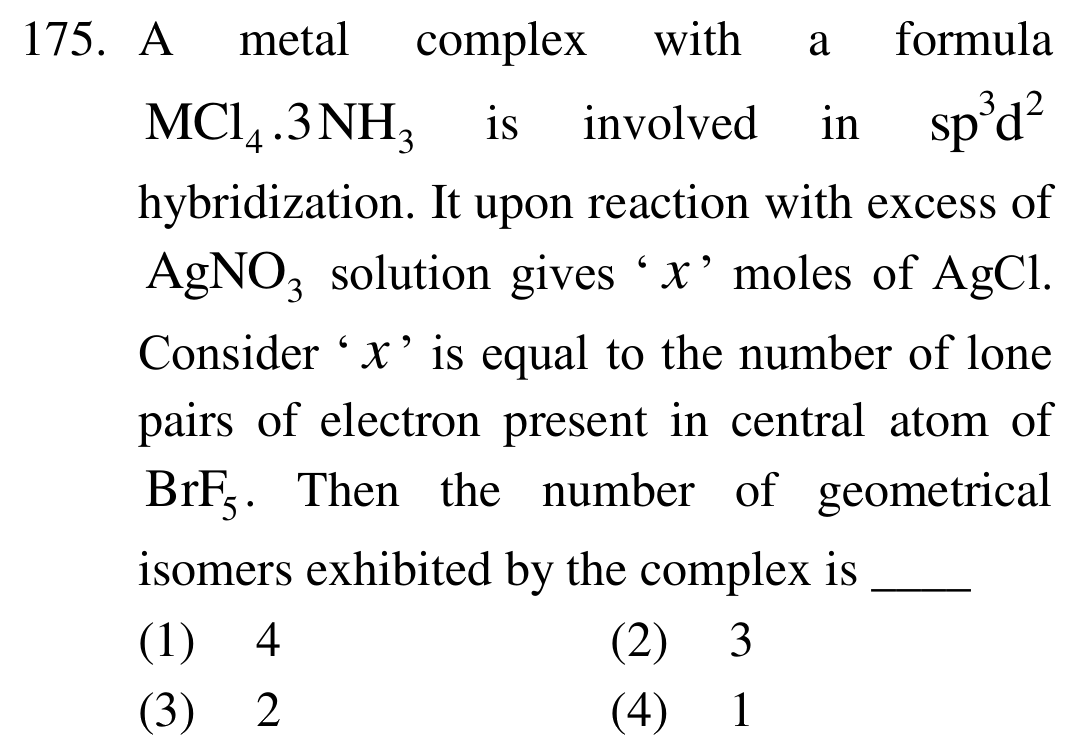 175. A metal complex with a formula
MCl₄.3NH₃ is involved in sp³d²
hybridization. It upon reaction with excess of
AgNO₃ solution gives ‘x’ moles of AgCl.
Consider ‘x’ is equal to the number of lone
pairs of electron present in central atom of
BrF₅. Then the number of geometrical
isomers exhibited by the complex is ____
(1) 4 (2) 3
(3) 2 (4) 1